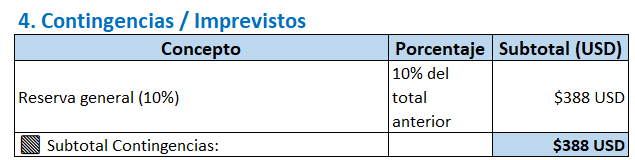 4. Contingencias / Imprevistos
Concepto Porcentaje Subtotal (USD)
Reserva general (10%) 10% del total anterior $388 USD
Subtotal Contingencias: $388 USD